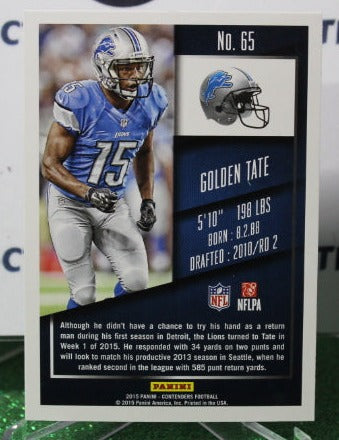 No. 65
LIONS
15
GOLDEN TATE
5'10" 198 LBS
BORN : 8.2.88
DRAFTED : 2010/RD 2
NFL
NFLPA
Although he didn't have a chance to try his hand as a return
man during his first season in Detroit, the Lions turned to Tate in
Week 1 of 2015. He responded with 34 yards on two punts and
will look to match his productive 2013 season in Seattle, when he
ranked second in the league with 585 punt return yards.
PANINI
2015 PANINI - CONTENDERS FOOTBALL
© 2015 Panini America, Inc. Printed in the USA.